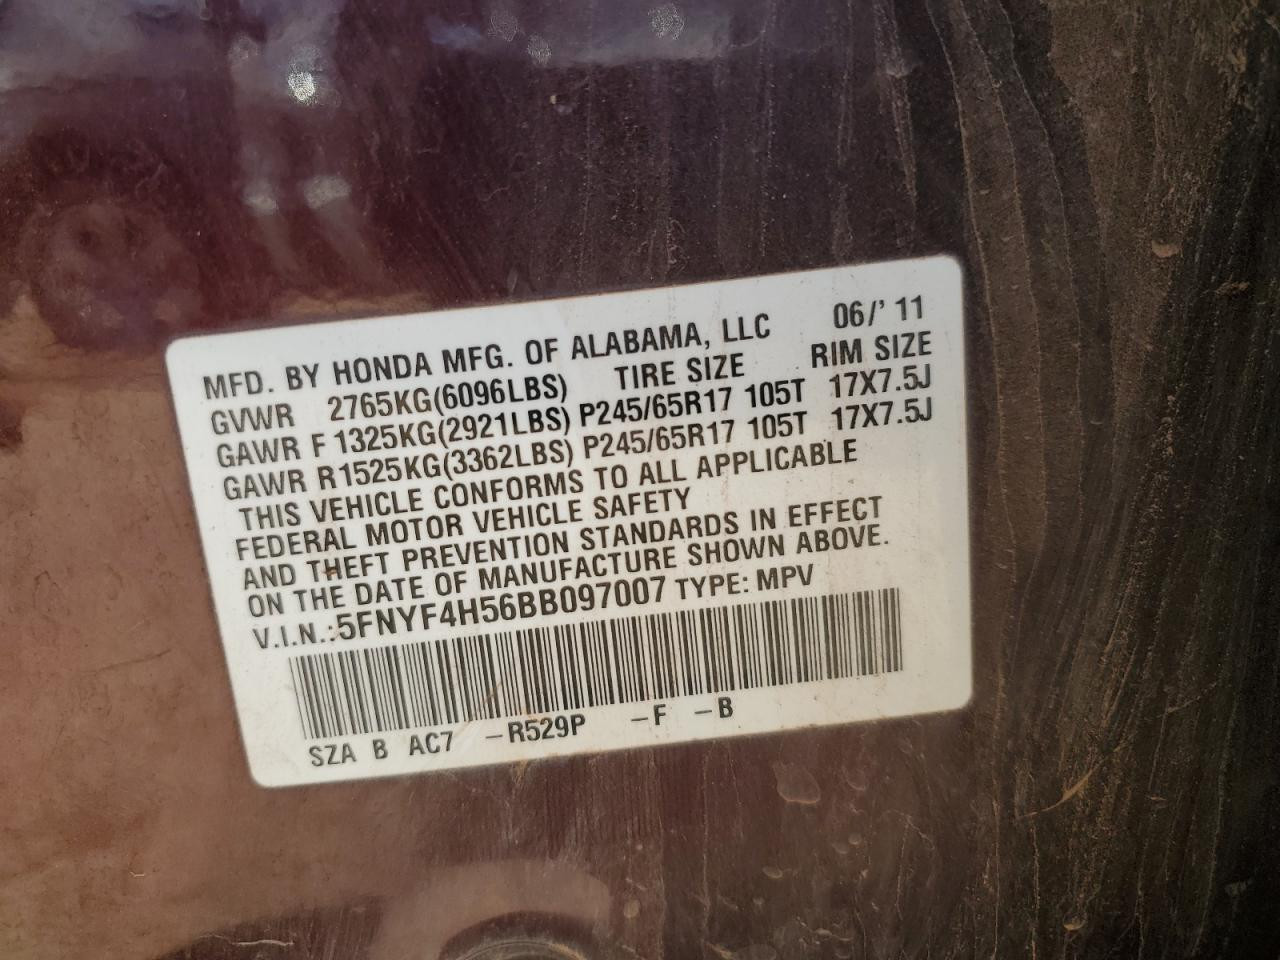 MFD. BY HONDA MFG. OF ALABAMA, LLC 06/' 11
GVWR 2765KG(6096LBS) TIRE SIZE RIM SIZE
GAWR F 1325KG(2921LBS) P245/65R17 105T 17X7.5J
GAWR R1525KG(3362LBS) P245/65R17 105T 17X7.5J
THIS VEHICLE CONFORMS TO ALL APPLICABLE
FEDERAL MOTOR VEHICLE SAFETY
AND THEFT PREVENTION STANDARDS IN EFFECT
ON THE DATE OF MANUFACTURE SHOWN ABOVE.
V.I.N.:5FNYF4H56BB097007 TYPE: MPV
SZA B AC7 -R529P -F -B